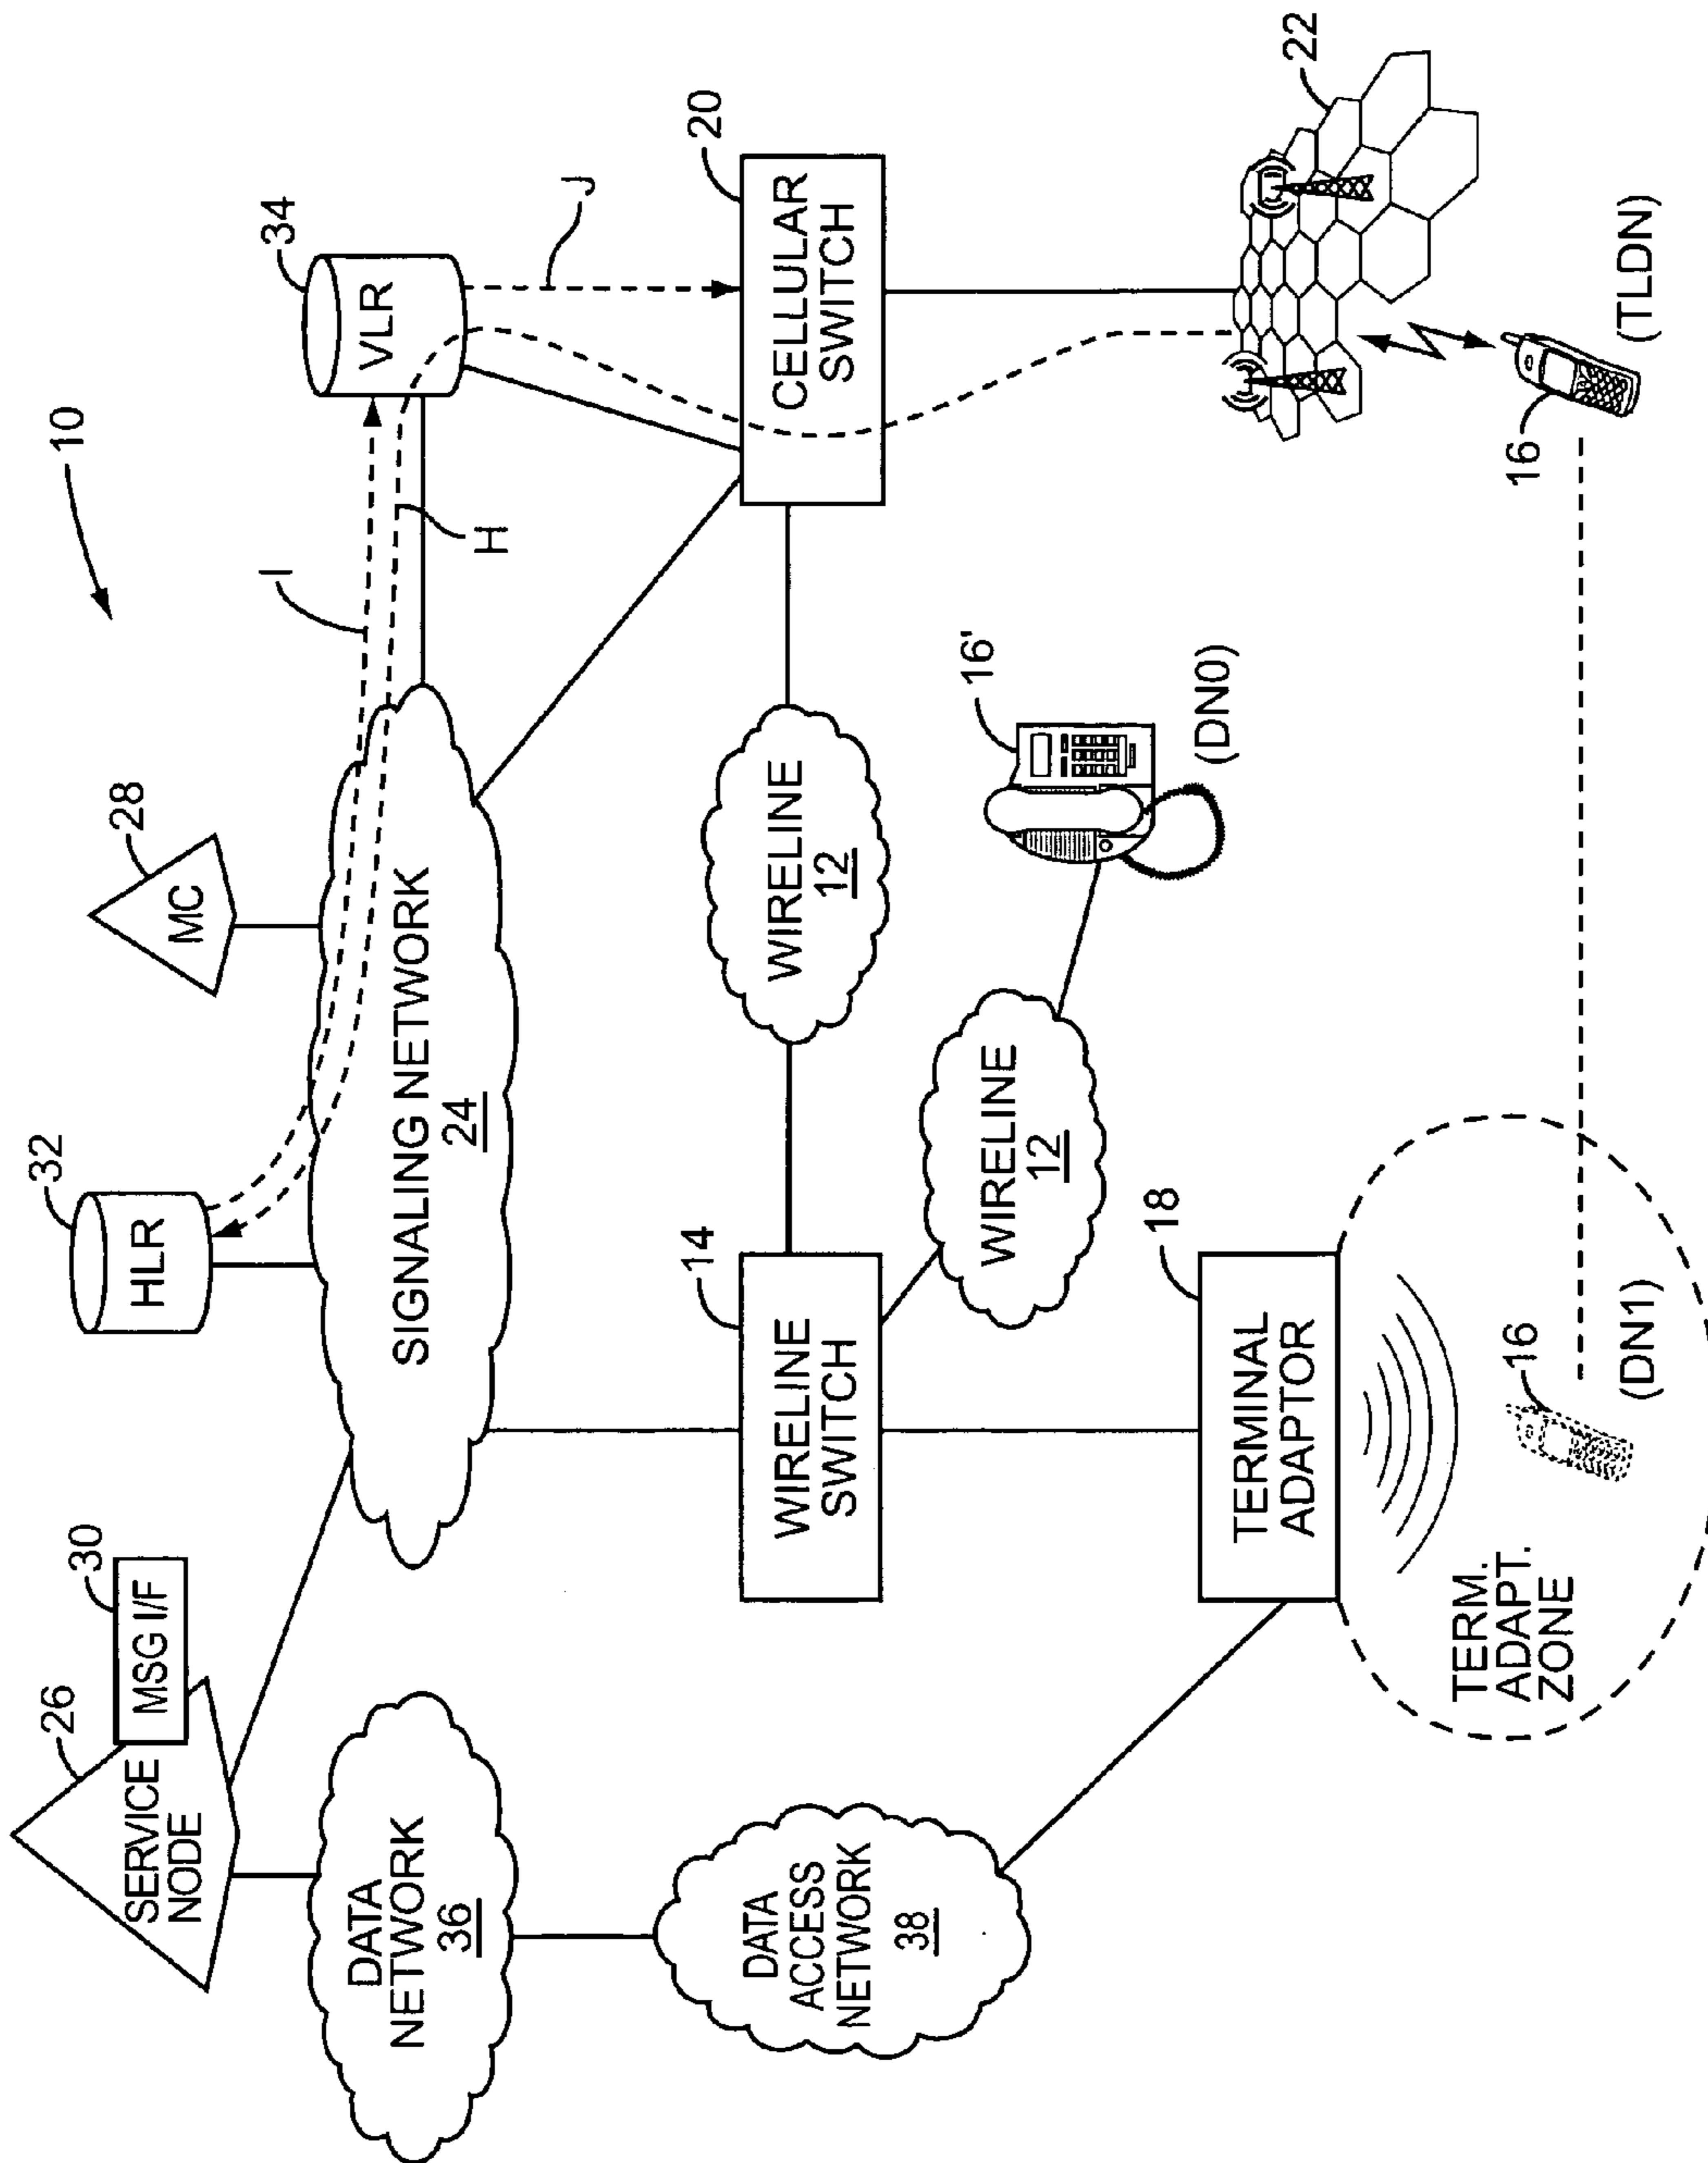 10
26
SERVICE
NODE
30
MSG I/F
32
HLR
28
MC
34
VLR
I
H
J
DATA
NETWORK
36
SIGNALING NETWORK
24
DATA
ACCESS
NETWORK
38
14
WIRELINE
SWITCH
WIRELINE
12
20
CELLULAR
SWITCH
WIRELINE
12
16'
(DN0)
18
TERMINAL
ADAPTOR
22
TERM.
ADAPT.
ZONE
16
(DN1)
16
(TLDN)